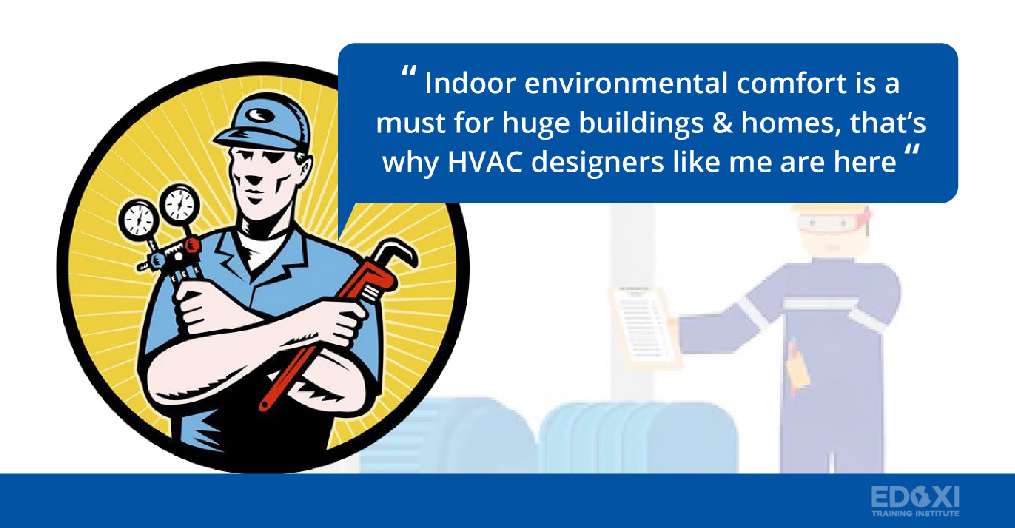 “ Indoor environmental comfort is a
must for huge buildings & homes, that’s
why HVAC designers like me are here “
EDOXI
TRAINING INSTITUTE